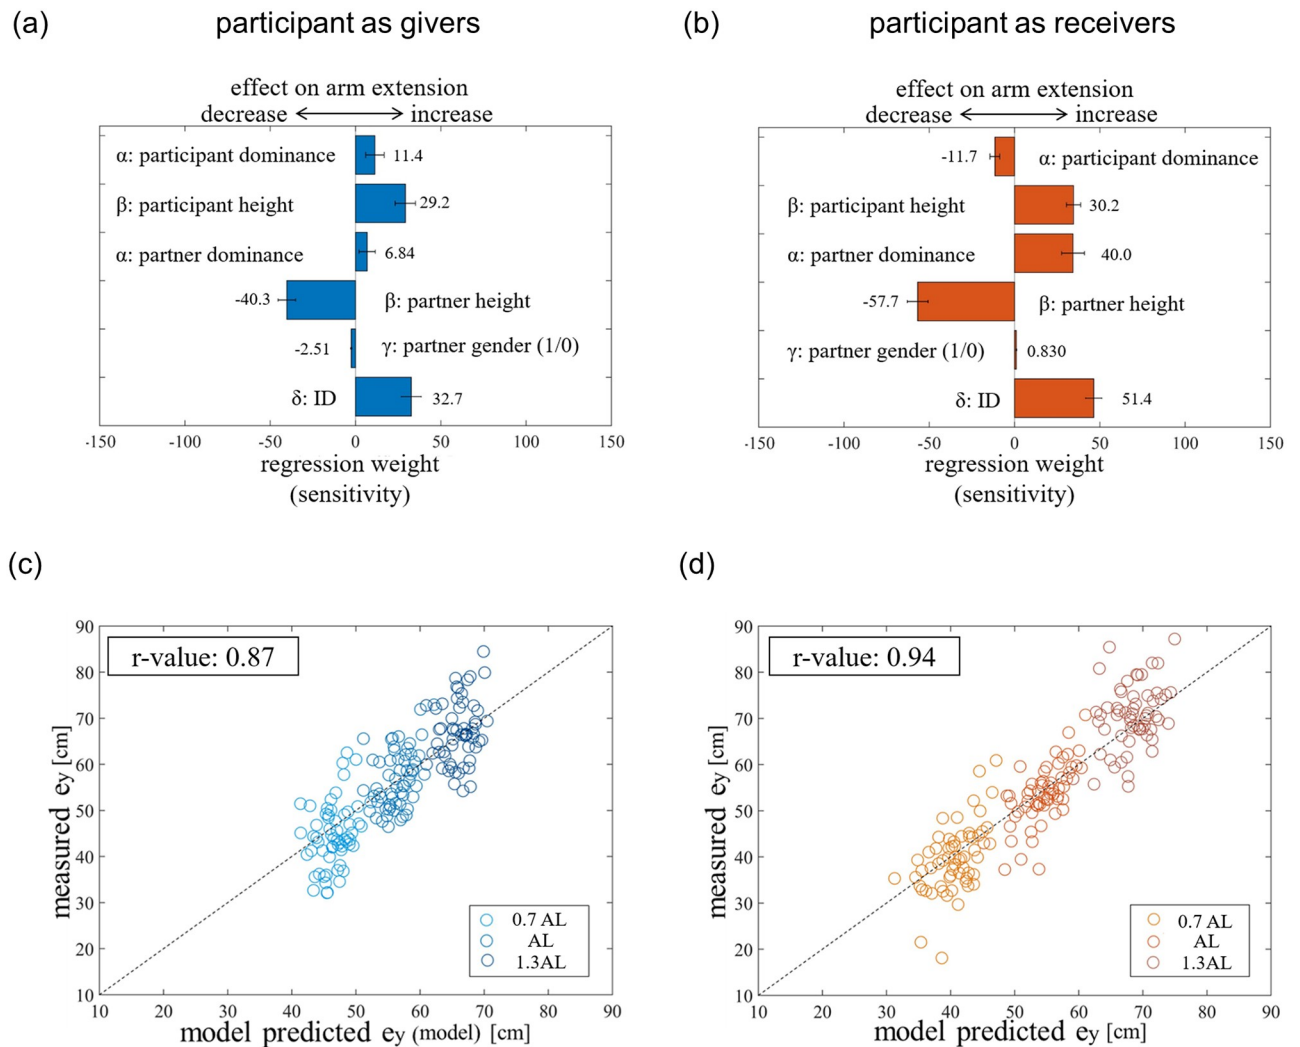 (a)
participant as givers
effect on arm extension
decrease
increase
α: participant dominance
11.4
β: participant height
29.2
α: partner dominance
6.84
-40.3
β: partner height
-2.51
γ: partner gender (1/0)
δ: ID
32.7
-150
-100
-50
0
50
100
150
regression weight
(sensitivity)
(b)
participant as receivers
effect on arm extension
decrease
increase
-11.7
α: participant dominance
β: participant height
30.2
α: partner dominance
40.0
-57.7
β: partner height
γ: partner gender (1/0)
0.830
δ: ID
51.4
-150
-100
-50
0
50
100
150
regression weight
(sensitivity)
(c)
r-value: 0.87
measured ey [cm]
90
80
70
60
50
40
30
20
10
0.7 AL
AL
1.3AL
10
20
30
40
50
60
70
80
90
model predicted ey (model) [cm]
(d)
r-value: 0.94
measured ey [cm]
90
80
70
60
50
40
30
20
10
0.7 AL
AL
1.3AL
10
20
30
40
50
60
70
80
90
model predicted ey [cm]